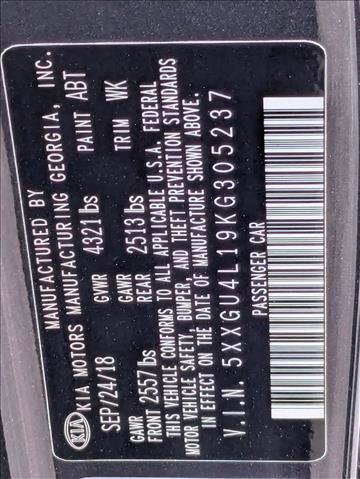 MANUFACTURED BY
KIA KIA MOTORS MANUFACTURING GEORGIA, INC.
SEP/24/18 GVWR 4321 lbs PAINT ABT
GAWR FRONT 2557 lbs GAWR REAR 2513 lbs TRIM WK
THIS VEHICLE CONFORMS TO ALL APPLICABLE U.S.A. FEDERAL
MOTOR VEHICLE SAFETY, BUMPER, AND THEFT PREVENTION STANDARDS
IN EFFECT ON THE DATE OF MANUFACTURE SHOWN ABOVE.
V.I.N. 5XXGU4L19KG305237
PASSENGER CAR